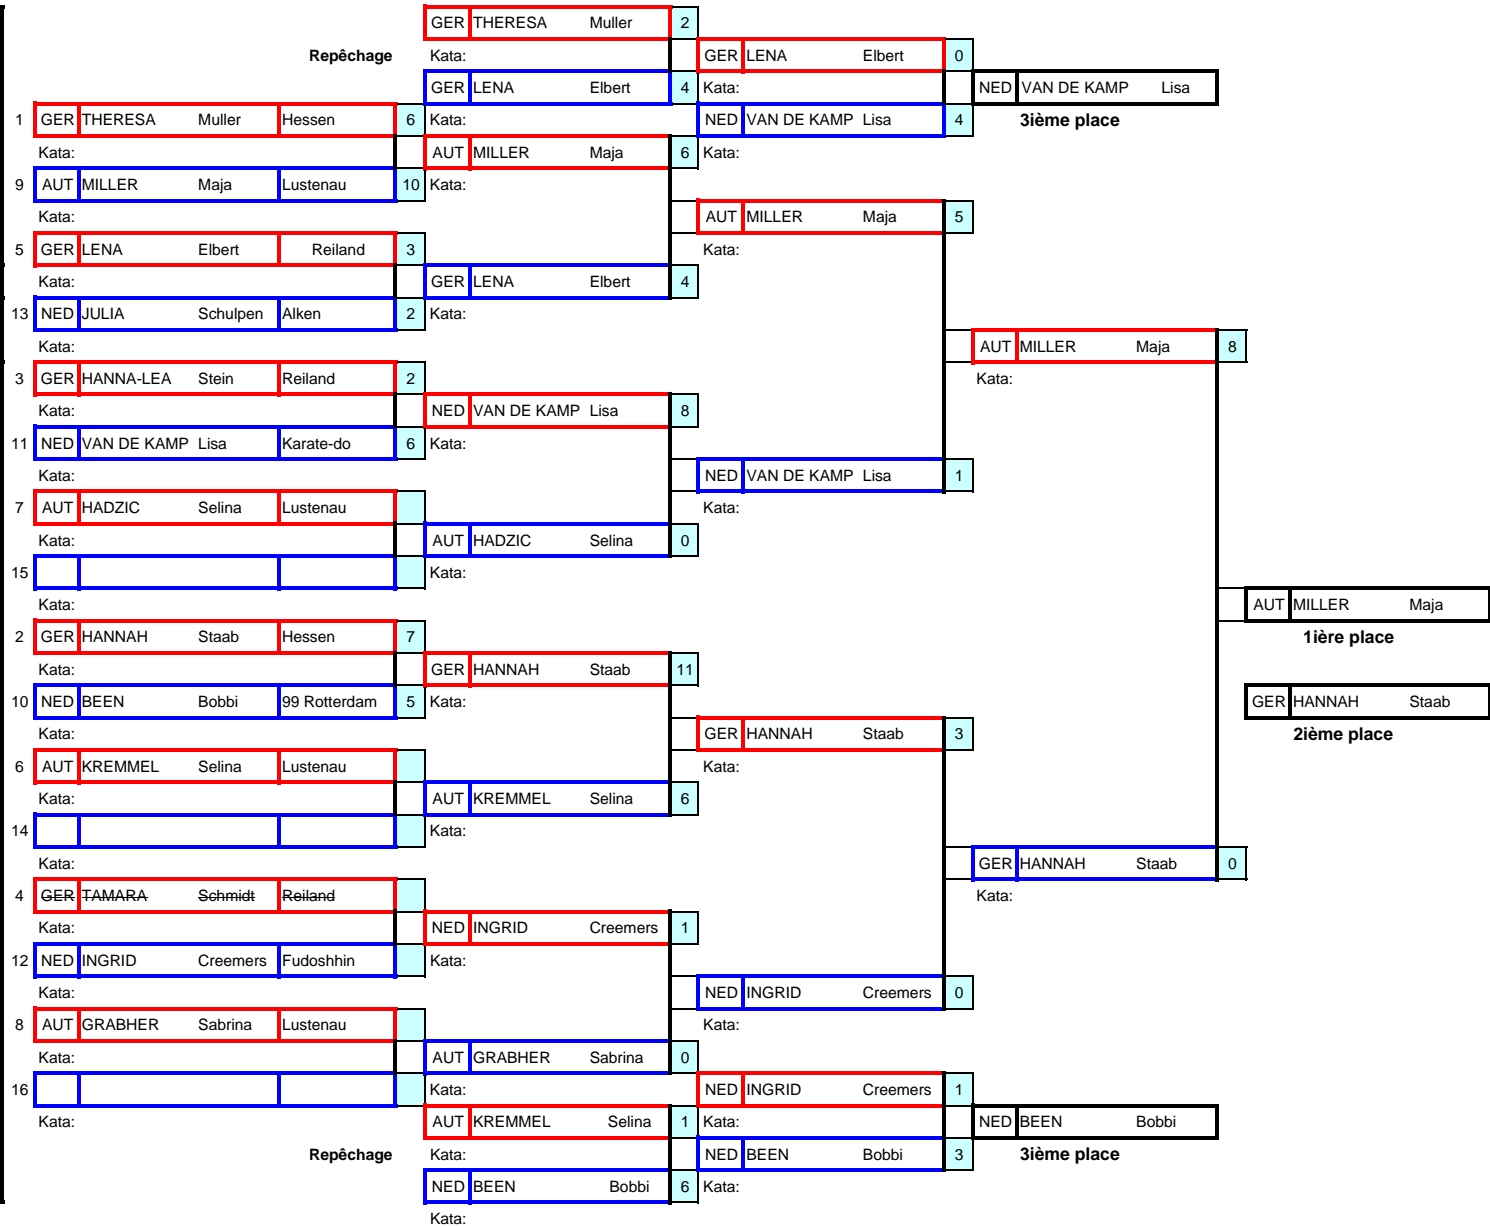 GER THERESA Muller 2
Repêchage Kata: GER LENA Elbert 0
GER LENA Elbert 4 Kata: NED VAN DE KAMP Lisa
1 GER THERESA Muller Hessen 6 Kata: NED VAN DE KAMP Lisa 4 3ième place
Kata: AUT MILLER Maja 6 Kata:
9 AUT MILLER Maja Lustenau 10 Kata:
Kata: AUT MILLER Maja 5
5 GER LENA Elbert Reiland 3 Kata:
Kata: GER LENA Elbert 4
13 NED JULIA Schulpen Alken 2 Kata:
Kata: AUT MILLER Maja 8
3 GER HANNA-LEA Stein Reiland 2 Kata:
Kata: NED VAN DE KAMP Lisa 8
11 NED VAN DE KAMP Lisa Karate-do 6 Kata:
Kata: NED VAN DE KAMP Lisa 1
7 AUT HADZIC Selina Lustenau Kata:
Kata: AUT HADZIC Selina 0
15 Kata:
Kata: AUT MILLER Maja
2 GER HANNAH Staab Hessen 7 1ière place
Kata: GER HANNAH Staab 11
10 NED BEEN Bobbi 99 Rotterdam 5 Kata: GER HANNAH Staab
Kata: GER HANNAH Staab 3 2ième place
6 AUT KREMMEL Selina Lustenau Kata:
Kata: AUT KREMMEL Selina 6
14 Kata:
Kata: GER HANNAH Staab 0
4 GER TAMARA Schmidt Reiland Kata:
Kata: NED INGRID Creemers 1
12 NED INGRID Creemers Fudoshhin Kata:
Kata: NED INGRID Creemers 0
8 AUT GRABHER Sabrina Lustenau Kata:
Kata: AUT GRABHER Sabrina 0
16 Kata: NED INGRID Creemers 1
Kata: AUT KREMMEL Selina 1 Kata: NED BEEN Bobbi
Repêchage Kata: NED BEEN Bobbi 3 3ième place
NED BEEN Bobbi 6 Kata:
Kata: